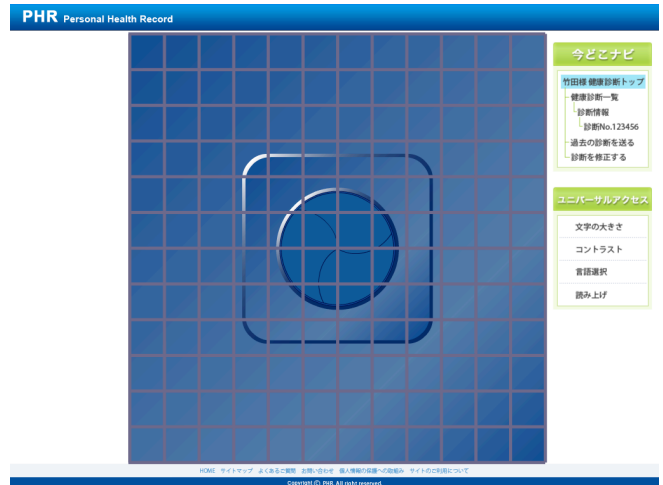 PHR Personal Health Record
今どこナビ
竹田様 健康診断トップ
健康診断一覧
診断情報
診断No.123456
過去の診断を送る
診断を修正する
ユニバーサルアクセス
文字の大きさ
コントラスト
言語選択
読み上げ
HOME サイトマップ よくあるご質問 お問い合わせ 個人情報の保護への取組み サイトのご利用について
Copyright(C) PHR All right reserved.